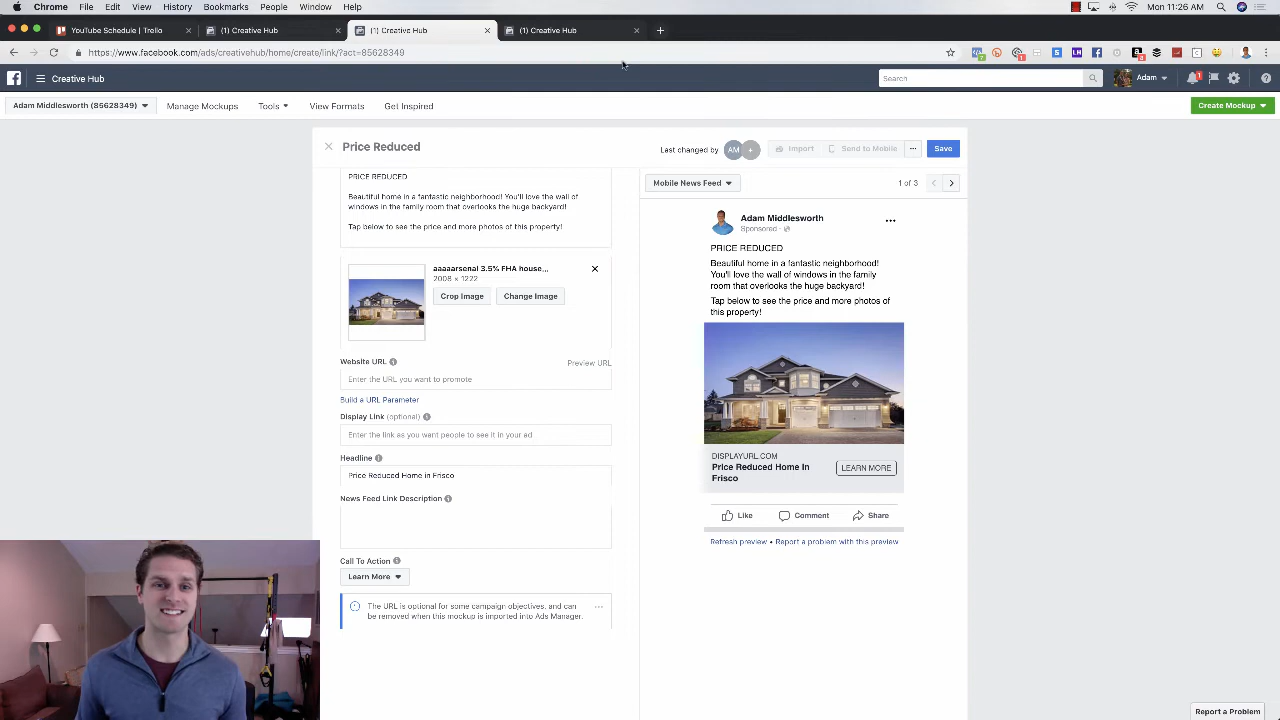 Chrome File Edit View History Bookmarks People Window Help
Mon 11:26 AM
YouTube Schedule | Trello
(1) Creative Hub
(1) Creative Hub
(1) Creative Hub
https://www.facebook.com/ads/creativehub/home/create/link/?act=85628349
Creative Hub
Search
Adam
Adam Middlesworth (85628349)
Manage Mockups
Tools
View Formats
Get Inspired
Create Mockup
Price Reduced
Last changed by
AM
Import
Send to Mobile
Save
PRICE REDUCED
Beautiful home in a fantastic neighborhood! You'll love the wall of
windows in the family room that overlooks the huge backyard!
Tap below to see the price and more photos of this property!
aaaaarsenal 3.5% FHA house...
2008 × 1222
Crop Image
Change Image
Website URL
Preview URL
Enter the URL you want to promote
Build a URL Parameter
Display Link (optional)
Enter the link as you want people to see it in your ad
Headline
Price Reduced Home in Frisco
News Feed Link Description
Call To Action
Learn More
The URL is optional for some campaign objectives, and can
be removed when this mockup is imported into Ads Manager.
Mobile News Feed
1 of 3
Adam Middlesworth
Sponsored ·
PRICE REDUCED
Beautiful home in a fantastic neighborhood!
You'll love the wall of windows in the family
room that overlooks the huge backyard!
Tap below to see the price and more photos of
this property!
DISPLAYURL.COM
Price Reduced Home In
Frisco
LEARN MORE
Like
Comment
Share
Refresh preview • Report a problem with this preview
Report a Problem